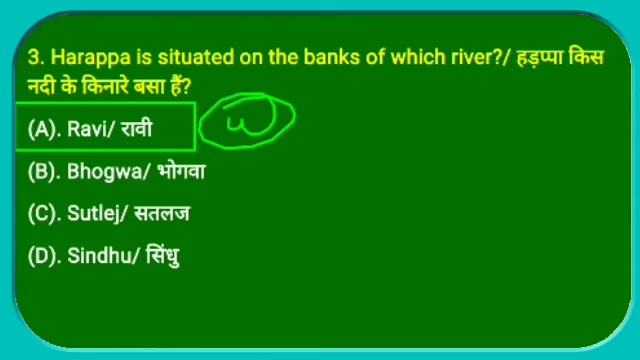 3. Harappa is situated on the banks of which river?/ हड़प्पा किस
नदी के किनारे बसा हैं?
(A). Ravi/ रावी
(B). Bhogwa/ भोगवा
(C). Sutlej/ सतलज
(D). Sindhu/ सिंधु